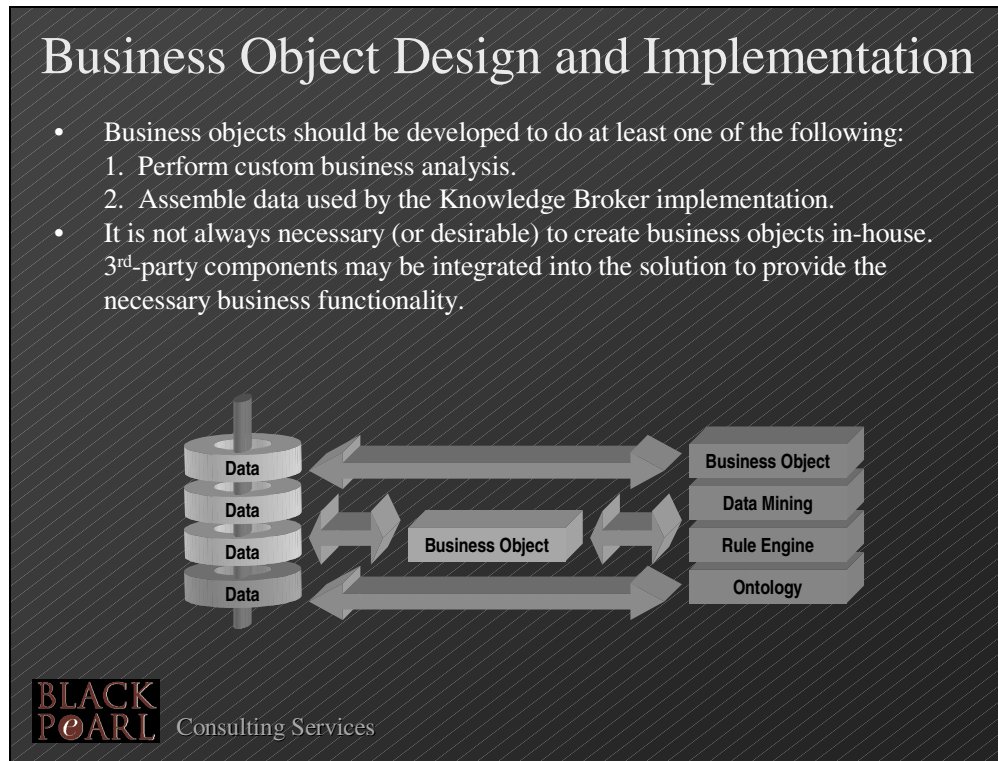 Business Object Design and Implementation
• Business objects should be developed to do at least one of the following:
1. Perform custom business analysis.
2. Assemble data used by the Knowledge Broker implementation.
• It is not always necessary (or desirable) to create business objects in-house.
3rd-party components may be integrated into the solution to provide the
necessary business functionality.
Data
Data
Data
Data
Business Object
Business Object
Data Mining
Rule Engine
Ontology
BLACK
PeARL
Consulting Services